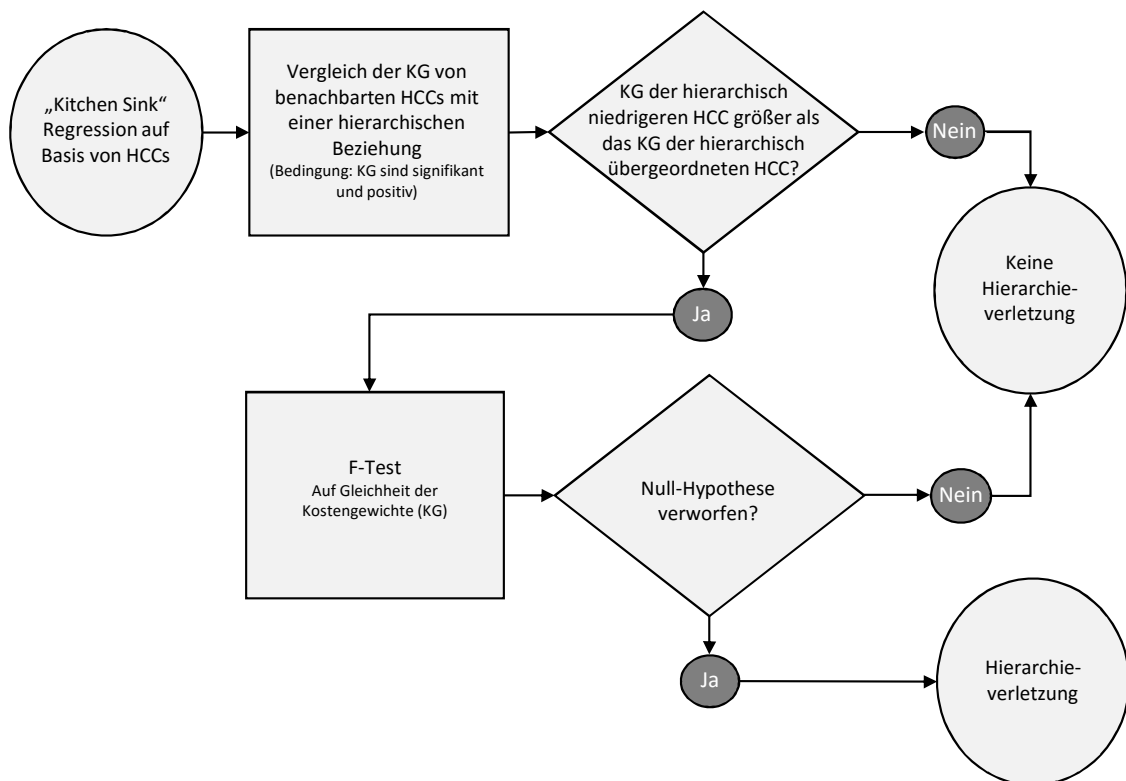 „Kitchen Sink“
Regression auf
Basis von HCCs
Vergleich der KG von
benachbarten HCCs mit
einer hierarchischen
Beziehung
(Bedingung: KG sind signifikant
und positiv)
KG der hierarchisch
niedrigeren HCC größer als
das KG der hierarchisch
übergeordneten HCC?
Nein
Keine
Hierarchie-
verletzung
Ja
F-Test
Auf Gleichheit der
Kostengewichte (KG)
Null-Hypothese
verworfen?
Nein
Ja
Hierarchie-
verletzung